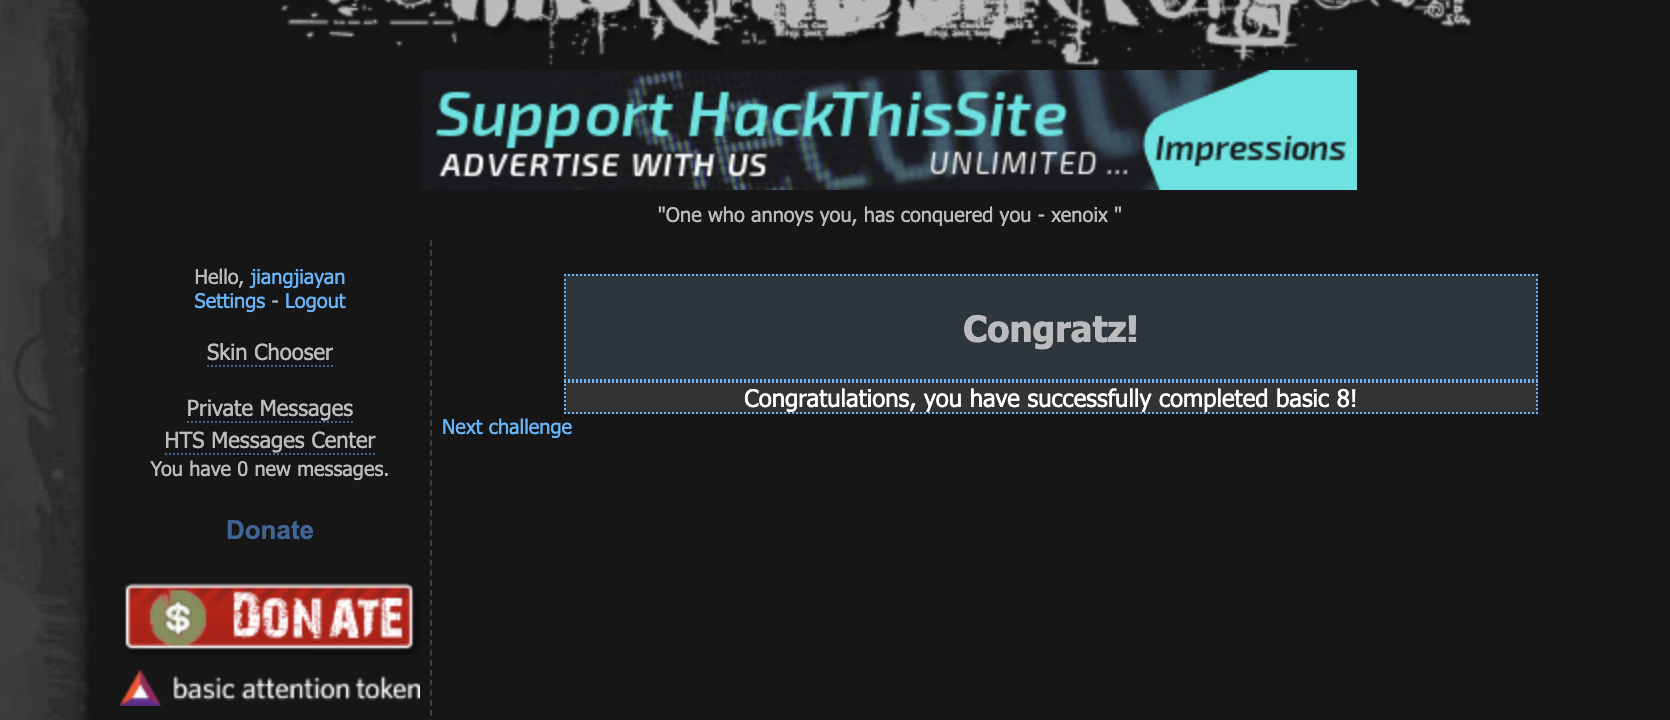 Support HackThisSite
ADVERTISE WITH US UNLIMITED ... Impressions
"One who annoys you, has conquered you - xenoix "
Hello, jiangjiayan
Settings - Logout
Skin Chooser
Private Messages
HTS Messages Center
You have 0 new messages.
Donate
DONATE
basic attention token
Congratz!
Congratulations, you have successfully completed basic 8!
Next challenge